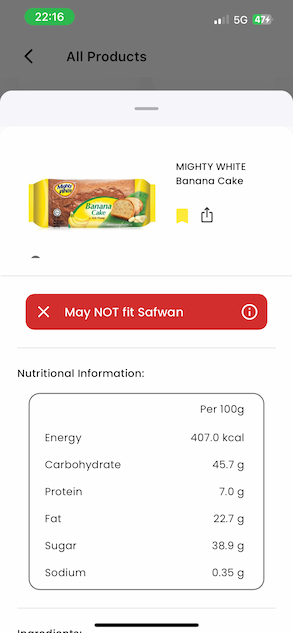 22:16
5G
47
All Products
MIGHTY WHITE
Banana Cake
Mighty White
Banana
Cake
May NOT fit Safwan
Nutritional Information:
Per 100g
Energy 407.0 kcal
Carbohydrate 45.7 g
Protein 7.0 g
Fat 22.7 g
Sugar 38.9 g
Sodium 0.35 g
Ingredients: